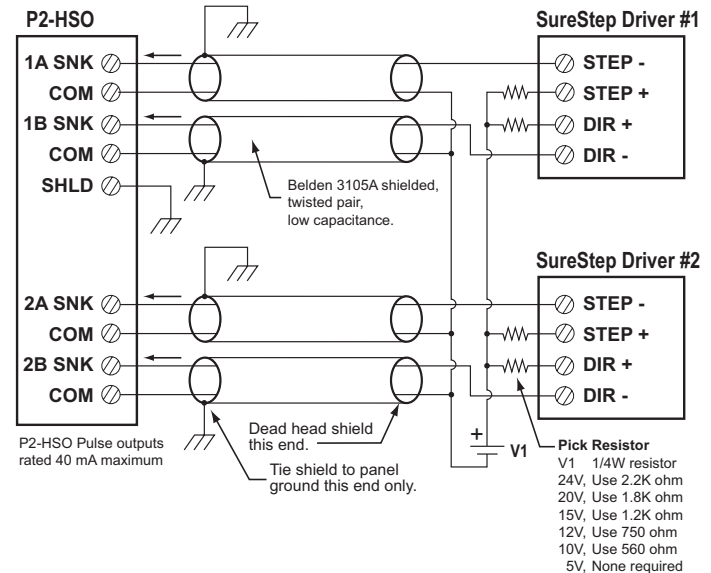 P2-HSO
1A SNK
COM
1B SNK
COM
SHLD
2A SNK
COM
2B SNK
COM
P2-HSO Pulse outputs
rated 40 mA maximum
Belden 3105A shielded,
twisted pair,
low capacitance.
Dead head shield
this end.
Tie shield to panel
ground this end only.
SureStep Driver #1
STEP -
STEP +
DIR +
DIR -
SureStep Driver #2
STEP -
STEP +
DIR +
DIR -
+
V1
Pick Resistor
V1 1/4W resistor
24V, Use 2.2K ohm
20V, Use 1.8K ohm
15V, Use 1.2K ohm
12V, Use 750 ohm
10V, Use 560 ohm
5V, None required